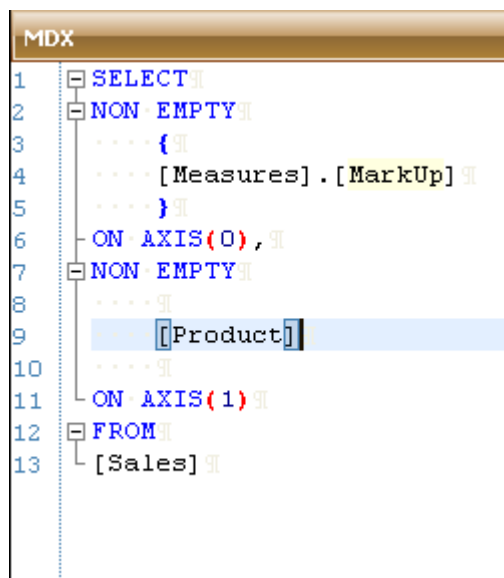 MDX
1 SELECT¶
2 NON·EMPTY¶
3 ····{¶
4 ····[Measures].[MarkUp]¶
5 ····}¶
6 ON·AXIS(0),¶
7 NON·EMPTY¶
8 ····¶
9 ····[Product]¶
10 ····¶
11 ON·AXIS(1)¶
12 FROM¶
13 [Sales]¶